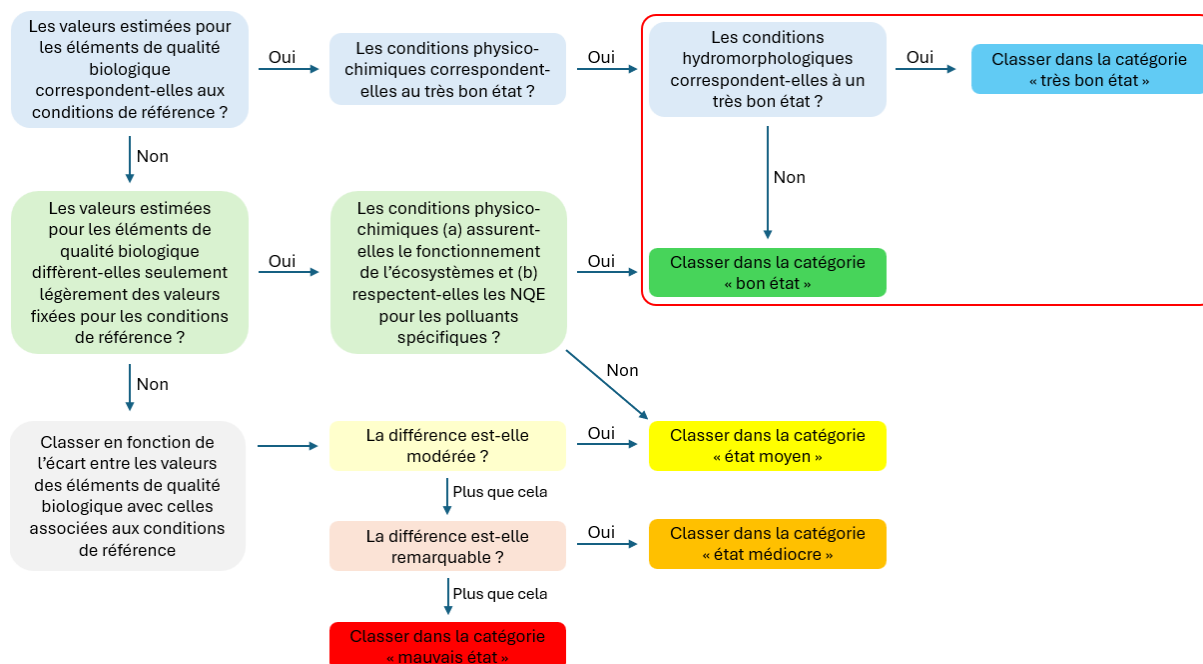 Les valeurs estimées pour
les éléments de qualité
biologique
correspondent-elles aux
conditions de référence ?
Oui
Les conditions physico-
chimiques correspondent-
elles au très bon état ?
Oui
Les conditions
hydromorphologiques
correspondent-elles à un
très bon état ?
Oui
Classer dans la catégorie
« très bon état »
Non
Non
Les valeurs estimées
pour les éléments de
qualité biologique
diffèrent-elles seulement
légèrement des valeurs
fixées pour les conditions
de référence ?
Oui
Les conditions physico-
chimiques (a) assurent-
elles le fonctionnement
de l'écosystèmes et (b)
respectent-elles les NQE
pour les polluants
spécifiques ?
Oui
Classer dans la catégorie
« bon état »
Non
Non
Classer en fonction de
l'écart entre les valeurs
des éléments de qualité
biologique avec celles
associées aux conditions
de référence
La différence est-elle
modérée ?
Oui
Classer dans la catégorie
« état moyen »
Plus que cela
La différence est-elle
remarquable ?
Oui
Classer dans la catégorie
« état médiocre »
Plus que cela
Classer dans la catégorie
« mauvais état »